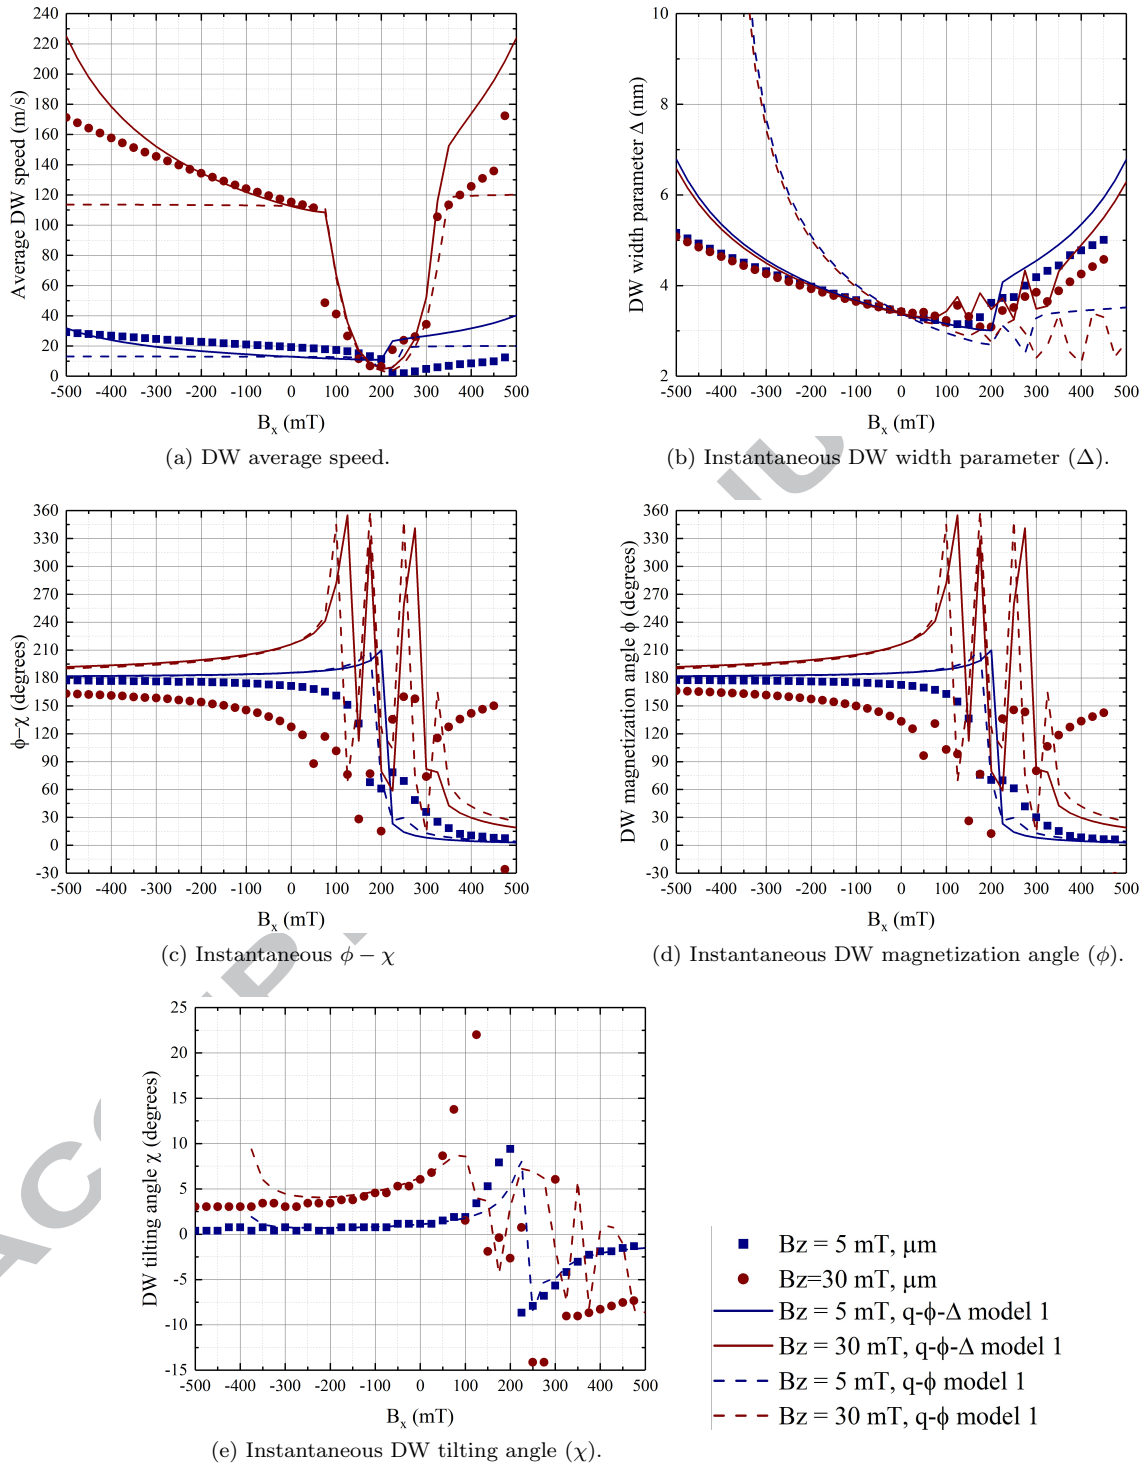 220
200
180
160
140
120
100
80
60
40
20
0
-500 -400 -300 -200 -100 0 100 200 300 400 500
Average DW speed (m/s)
Bx (mT)
(a) DW average speed.
10
8
6
4
2
-500 -400 -300 -200 -100 0 100 200 300 400 500
DW width parameter Δ (nm)
Bx (mT)
(b) Instantaneous DW width parameter (Δ).
360
330
300
270
240
210
180
150
120
90
60
30
0
-30
-500 -400 -300 -200 -100 0 100 200 300 400 500
ϕ−χ (degrees)
Bx (mT)
(c) Instantaneous ϕ − χ
360
330
300
270
240
210
180
150
120
90
60
30
0
-30
-500 -400 -300 -200 -100 0 100 200 300 400 500
DW magnetization angle ϕ (degrees)
Bx (mT)
(d) Instantaneous DW magnetization angle (ϕ).
25
20
15
10
5
0
-5
-10
-15
-500 -400 -300 -200 -100 0 100 200 300 400 500
DW tilting angle χ (degrees)
Bx (mT)
(e) Instantaneous DW tilting angle (χ).
Bz = 5 mT, μm
Bz=30 mT, μm
Bz = 5 mT, q-ϕ-Δ model 1
Bz = 30 mT, q-ϕ-Δ model 1
Bz = 5 mT, q-ϕ model 1
Bz = 30 mT, q-ϕ model 1